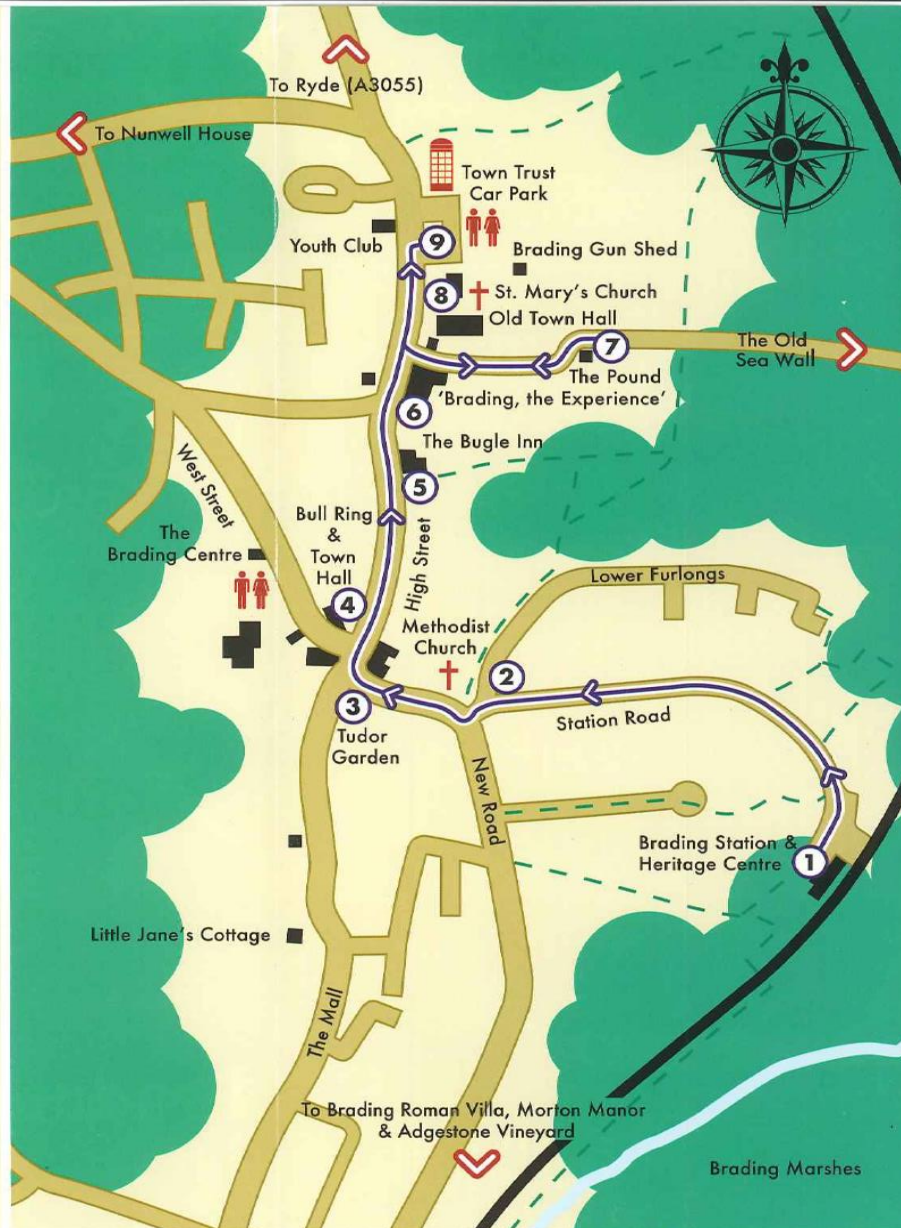 To Ryde (A3055)
To Nunwell House
Town Trust
Car Park
Youth Club
9
Brading Gun Shed
8
St. Mary's Church
Old Town Hall
7
The Old
Sea Wall
The Pound
'Brading, the Experience'
6
The Bugle Inn
5
West Street
Bull Ring
&
Town
Hall
High Street
The
Brading Centre
4
Lower Furlongs
Methodist
Church
2
3
Station Road
Tudor
Garden
New Road
Brading Station &
Heritage Centre
1
Little Jane's Cottage
The Mall
To Brading Roman Villa, Morton Manor
& Adgestone Vineyard
Brading Marshes